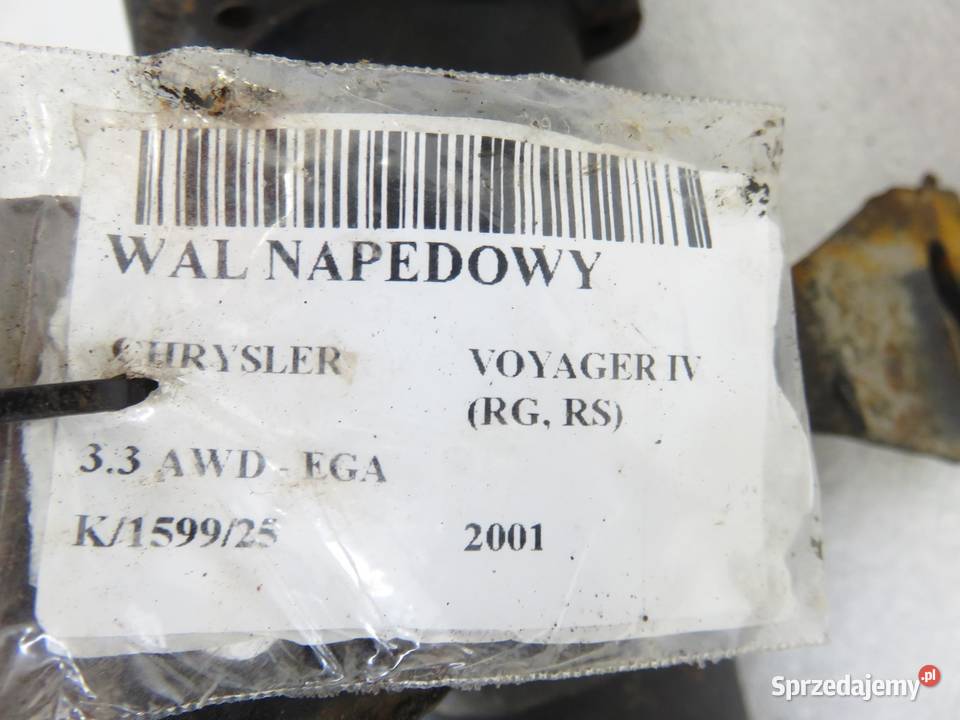 WAL NAPEDOWY
CHRYSLER VOYAGER IV
(RG, RS)
3.3 AWD - EGA
K/1599/25 2001
Sprzedajemy.pl